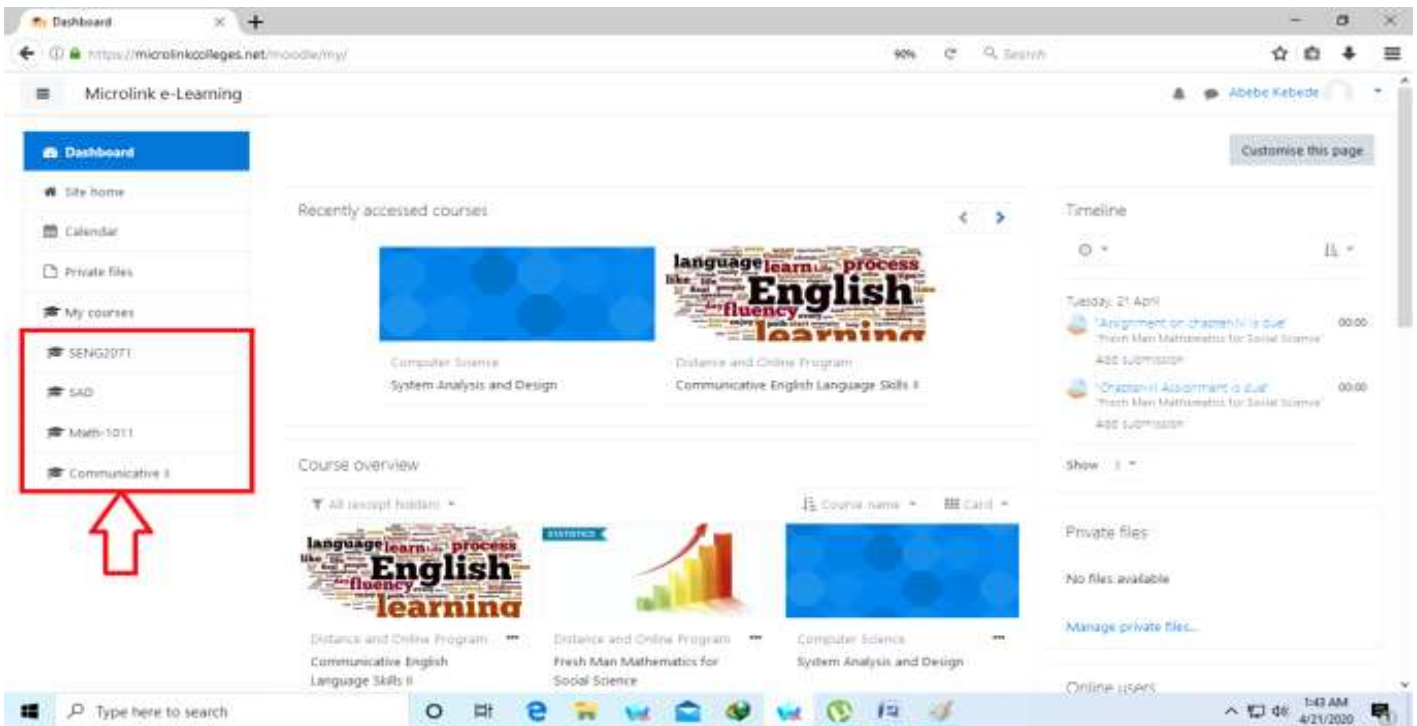 Dashboard
https://microlinkcolleges.net/moodle/my/
90%
Search
Microlink e-Learning
Abebe Kebede
Dashboard
Customise this page
Site home
Calendar
Private files
My courses
SENG2071
SAD
Math-1011
Communicative II
Recently accessed courses
Computer Science
System Analysis and Design
language learn process
English
fluency
learning
Distance and Online Program
Communicative English Language Skills II
Timeline
Tuesday, 21 April
'Assignment on chapter IV is due' 00:00
'Fresh Man Mathematics for Social Science'
Add submission
Assignment is due' 00:00
'Fresh Man Mathematics for Social Science'
Add submission
Show
Course overview
All (except hidden)
Course name
Card
language learn process
English
fluency
learning
Distance and Online Program
Communicative English
Language Skills II
STATISTICS
Distance and Online Program
Fresh Man Mathematics for
Social Science
Computer Science
System Analysis and Design
Private files
No files available
Manage private files...
Online users
Type here to search
1:43 AM
4/21/2020